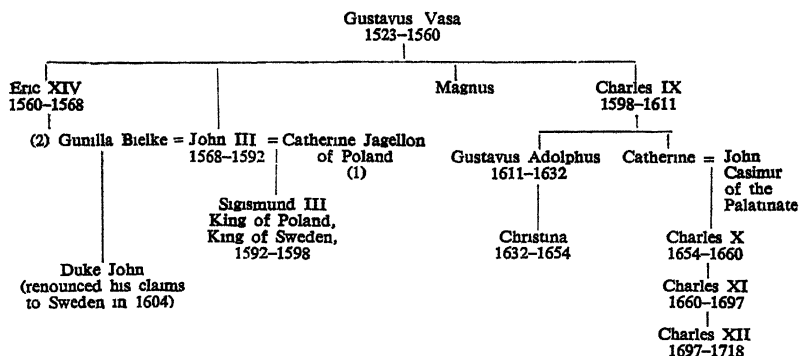 Gustavus Vasa
1523–1560
Eric XIV
1560–1568
Magnus
Charles IX
1598–1611
(2) Gunilla Bielke = John III = Catherine Jagellon
1568–1592
of Poland
(1)
Gustavus Adolphus
1611–1632
Catherine = John
Casimir
of the
Palatinate
Sigismund III
King of Poland,
King of Sweden,
1592–1598
Christina
1632–1654
Charles X
1654–1660
Duke John
(renounced his claims
to Sweden in 1604)
Charles XI
1660–1697
Charles XII
1697–1718